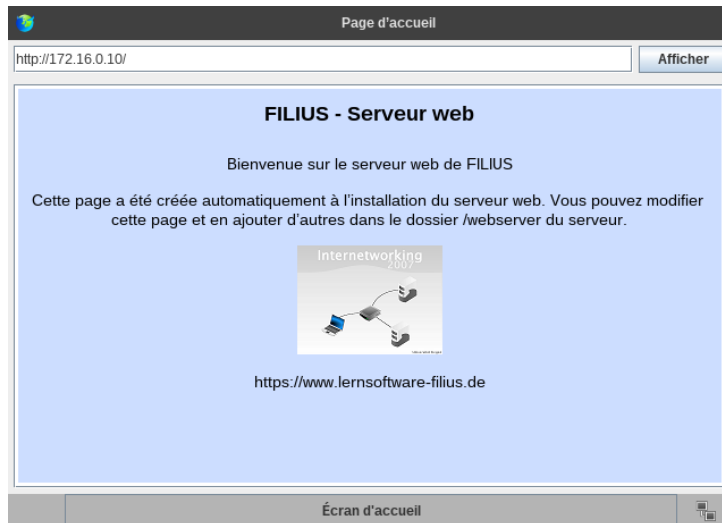 Page d'accueil
http://172.16.0.10/
Afficher
FILIUS - Serveur web
Bienvenue sur le serveur web de FILIUS
Cette page a été créée automatiquement à l'installation du serveur web. Vous pouvez modifier
cette page et en ajouter d'autres dans le dossier /webserver du serveur.
Internetworking
2007
https://www.lernsoftware-filius.de
Écran d'accueil